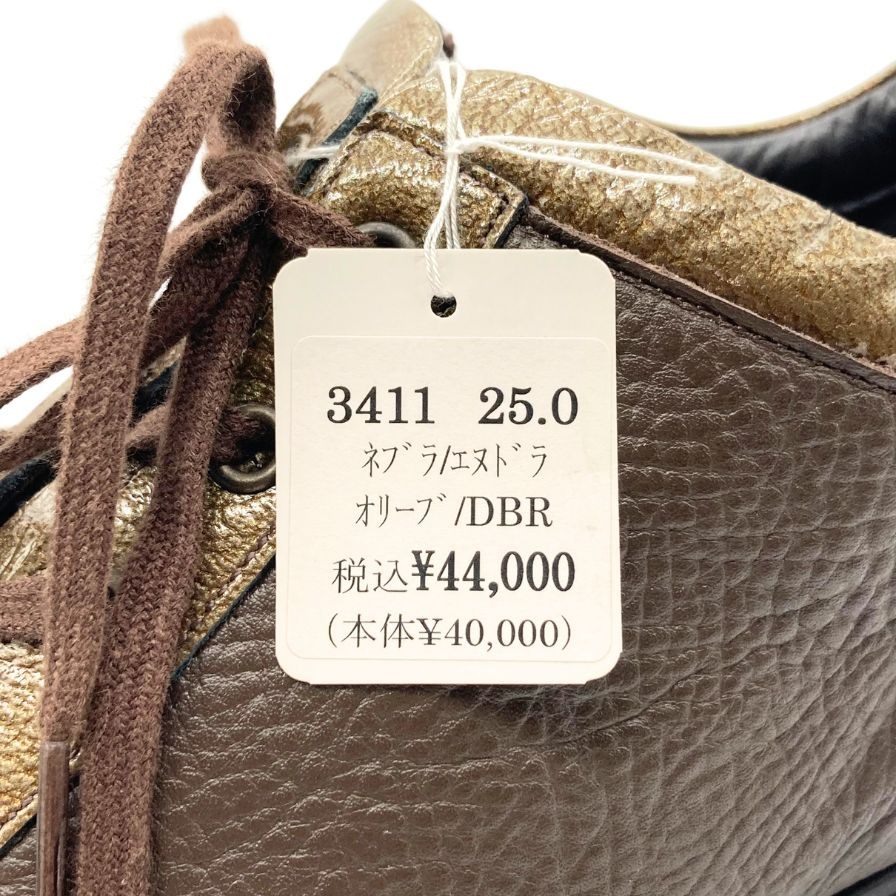 3411 25.0
ﾈﾌﾞﾗ/ｴﾇﾄﾞﾗ
ｵﾘｰﾌﾞ/DBR
税込¥44,000
(本体¥40,000)